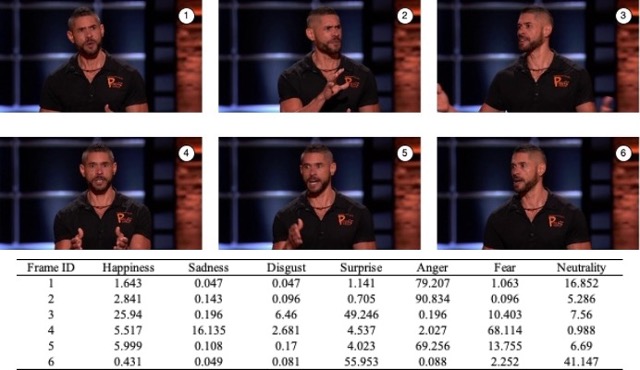 1
2
3
4
5
6
Frame ID Happiness Sadness Disgust Surprise Anger Fear Neutrality
1 1.643 0.047 0.047 1.141 79.207 1.063 16.852
2 2.841 0.143 0.096 0.705 90.834 0.096 5.286
3 25.94 0.196 6.46 49.246 0.196 10.403 7.56
4 5.517 16.135 2.681 4.537 2.027 68.114 0.988
5 5.999 0.108 0.17 4.023 69.256 13.755 6.69
6 0.431 0.049 0.081 55.953 0.088 2.252 41.147